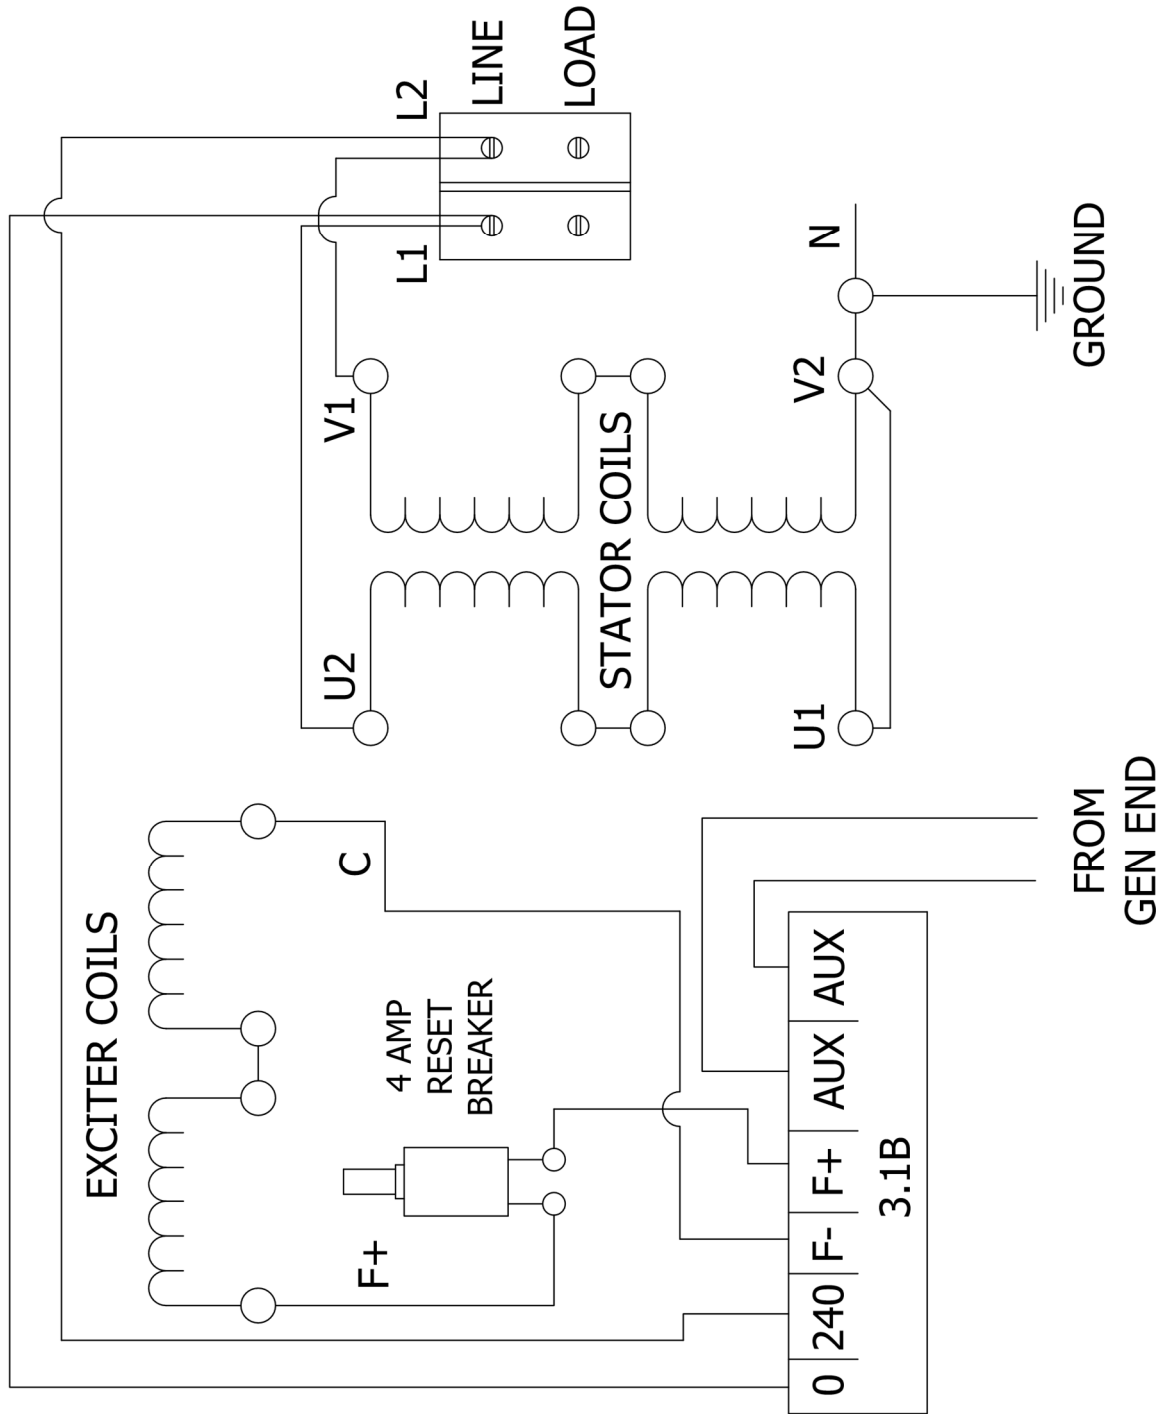 EXCITER COILS
4 AMP
RESET
BREAKER
F+
C
U2
V1
L1
L2
LINE
LOAD
STATOR COILS
U1
V2
N
GROUND
0
240
F-
F+
AUX
AUX
3.1B
FROM
GEN END